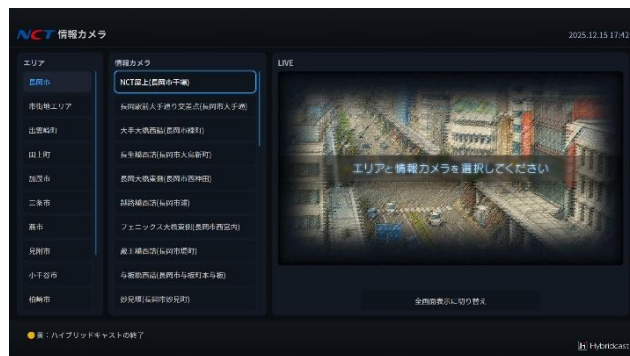 NCT 情報カメラ
2025.12.15 17:42
エリア
長岡市
市街地エリア
出雲崎町
田上町
加茂市
三条市
燕市
見附市
小千谷市
柏崎市
情報カメラ
NCT屋上(長岡市干場)
長岡駅前大手通り交差点(長岡市大手通)
大手大橋西詰(長岡市緑町)
長生橋西詰(長岡市大島新町)
長岡大橋東側(長岡市西神田)
越路橋西詰(長岡市浦)
フェニックス大橋東側(長岡市西宮内)
蔵王橋西詰(長岡市堤町)
与板橋西詰(長岡市与板町本与板)
妙見堰(長岡市妙見町)
LIVE
エリアと情報カメラを選択してください
全画面表示に切り替え
黄：ハイブリッドキャストの終了
Hybridcast